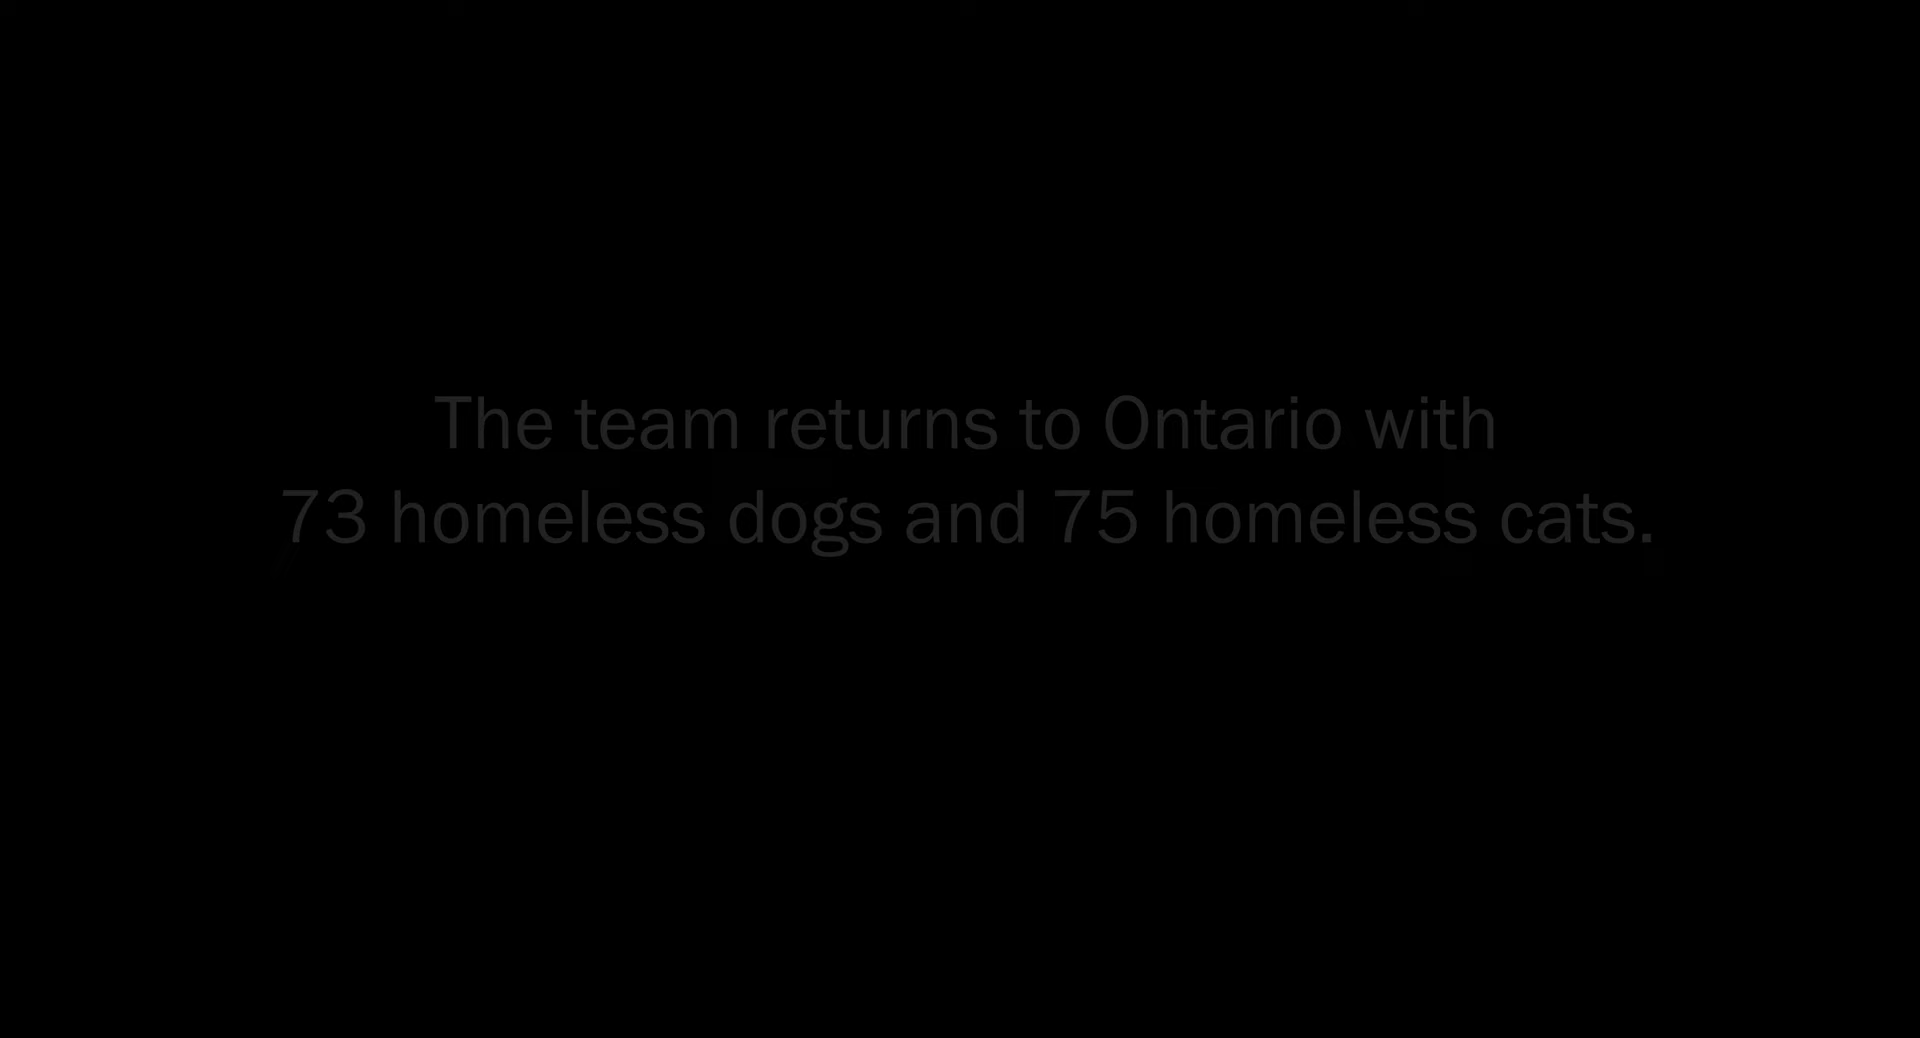 The team returns to Ontario with
73 homeless dogs and 75 homeless cats.